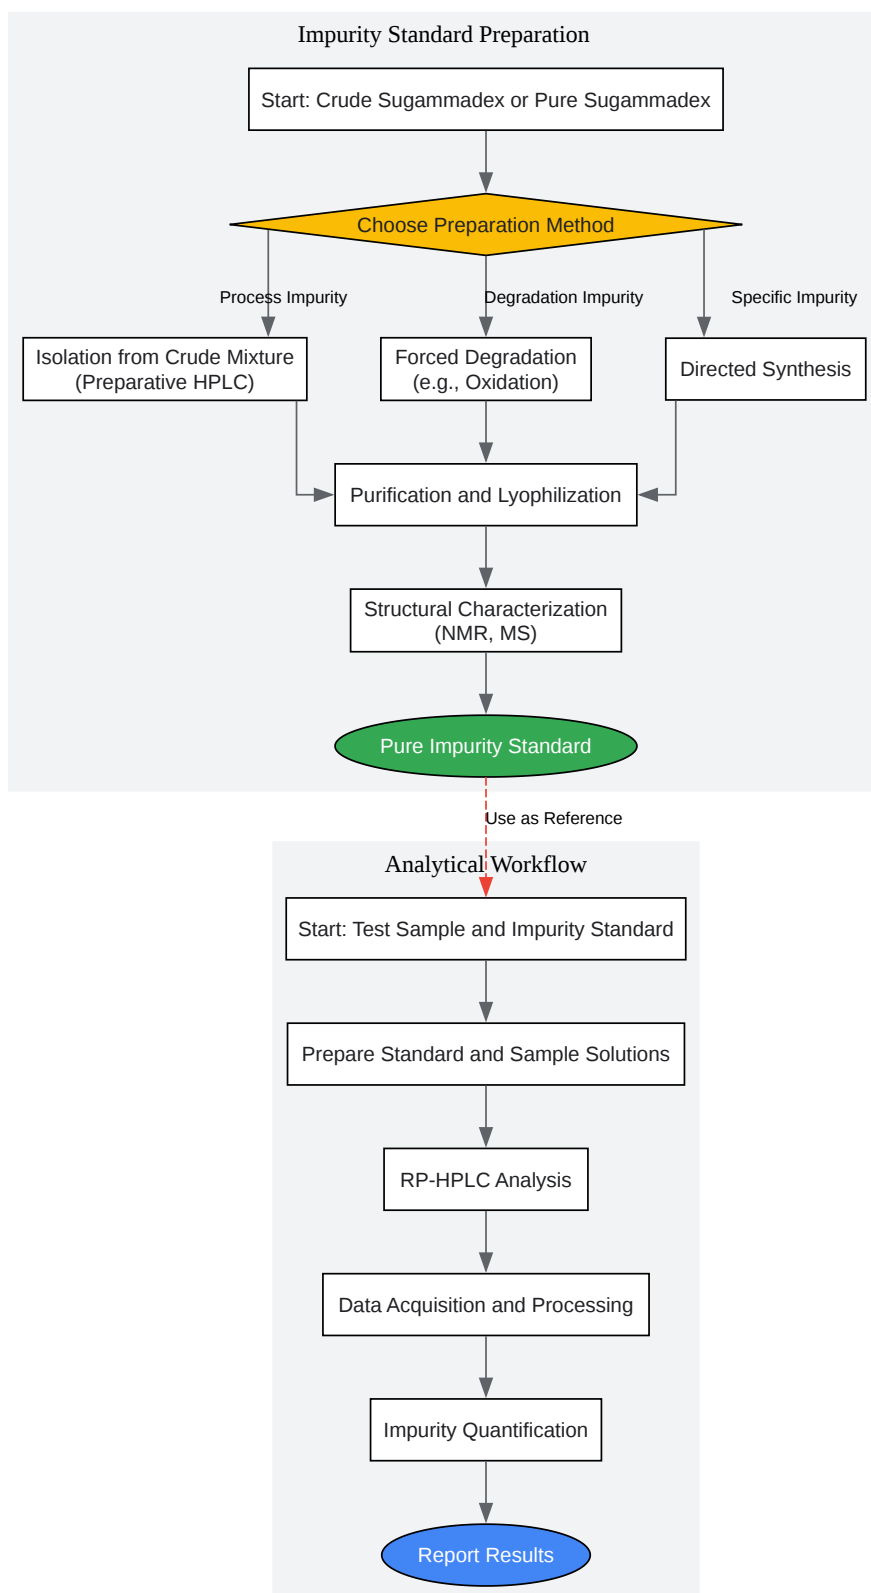 Impurity Standard Preparation
Start: Crude Sugammadex or Pure Sugammadex
Choose Preparation Method
Process Impurity
Degradation Impurity
Specific Impurity
Isolation from Crude Mixture
(Preparative HPLC)
Forced Degradation
(e.g., Oxidation)
Directed Synthesis
Purification and Lyophilization
Structural Characterization
(NMR, MS)
Pure Impurity Standard
Use as Reference
Analytical Workflow
Start: Test Sample and Impurity Standard
Prepare Standard and Sample Solutions
RP-HPLC Analysis
Data Acquisition and Processing
Impurity Quantification
Report Results